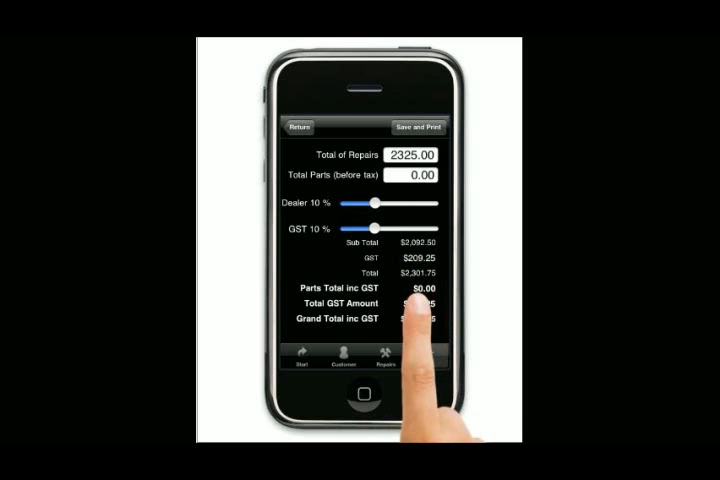 Return Save and Print
Total of Repairs 2325.00
Total Parts (before tax) 0.00
Dealer 10 %
GST 10 %
Sub Total $2,092.50
GST $209.25
Total $2,301.75
Parts Total inc GST $0.00
Total GST Amount
Grand Total inc GST
Start Customer Repairs